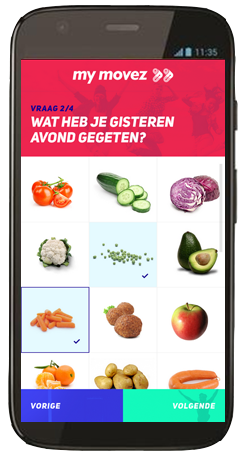 11:35
my movez
VRAAG 2/4
WAT HEB JE GISTEREN
AVOND GEGETEN?
VORIGE
VOLGENDE